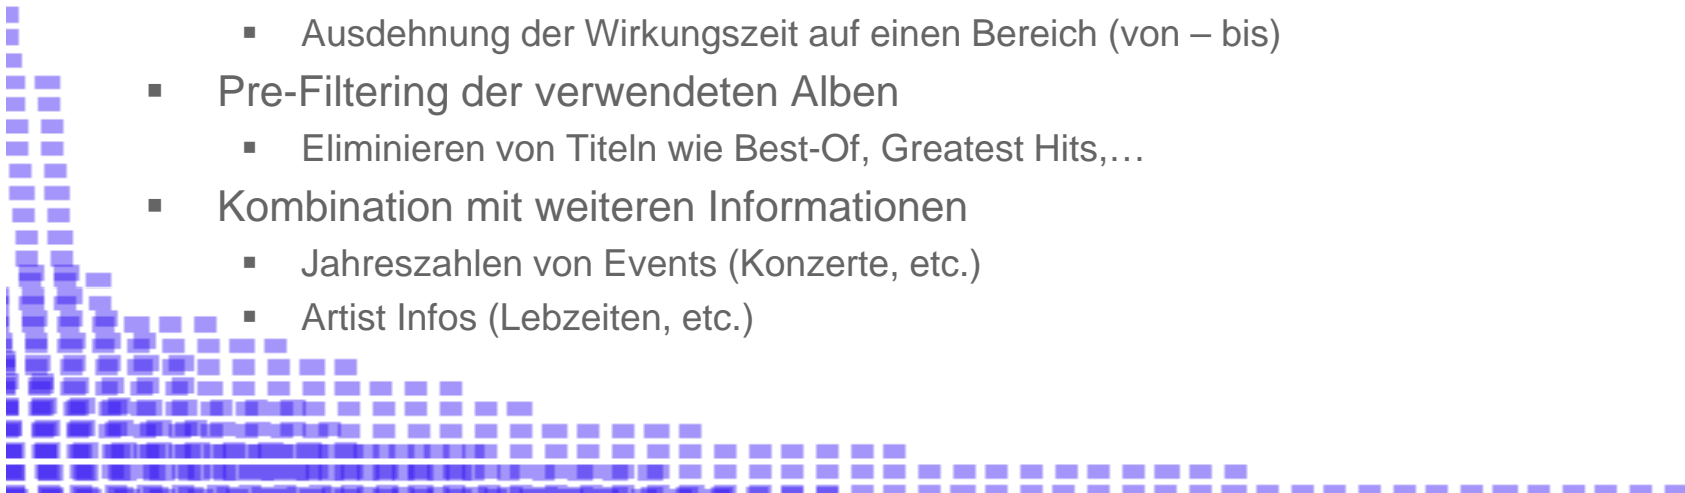 ▪ Ausdehnung der Wirkungszeit auf einen Bereich (von – bis)
▪ Pre-Filtering der verwendeten Alben
▪ Eliminieren von Titeln wie Best-Of, Greatest Hits,…
▪ Kombination mit weiteren Informationen
▪ Jahreszahlen von Events (Konzerte, etc.)
▪ Artist Infos (Lebzeiten, etc.)